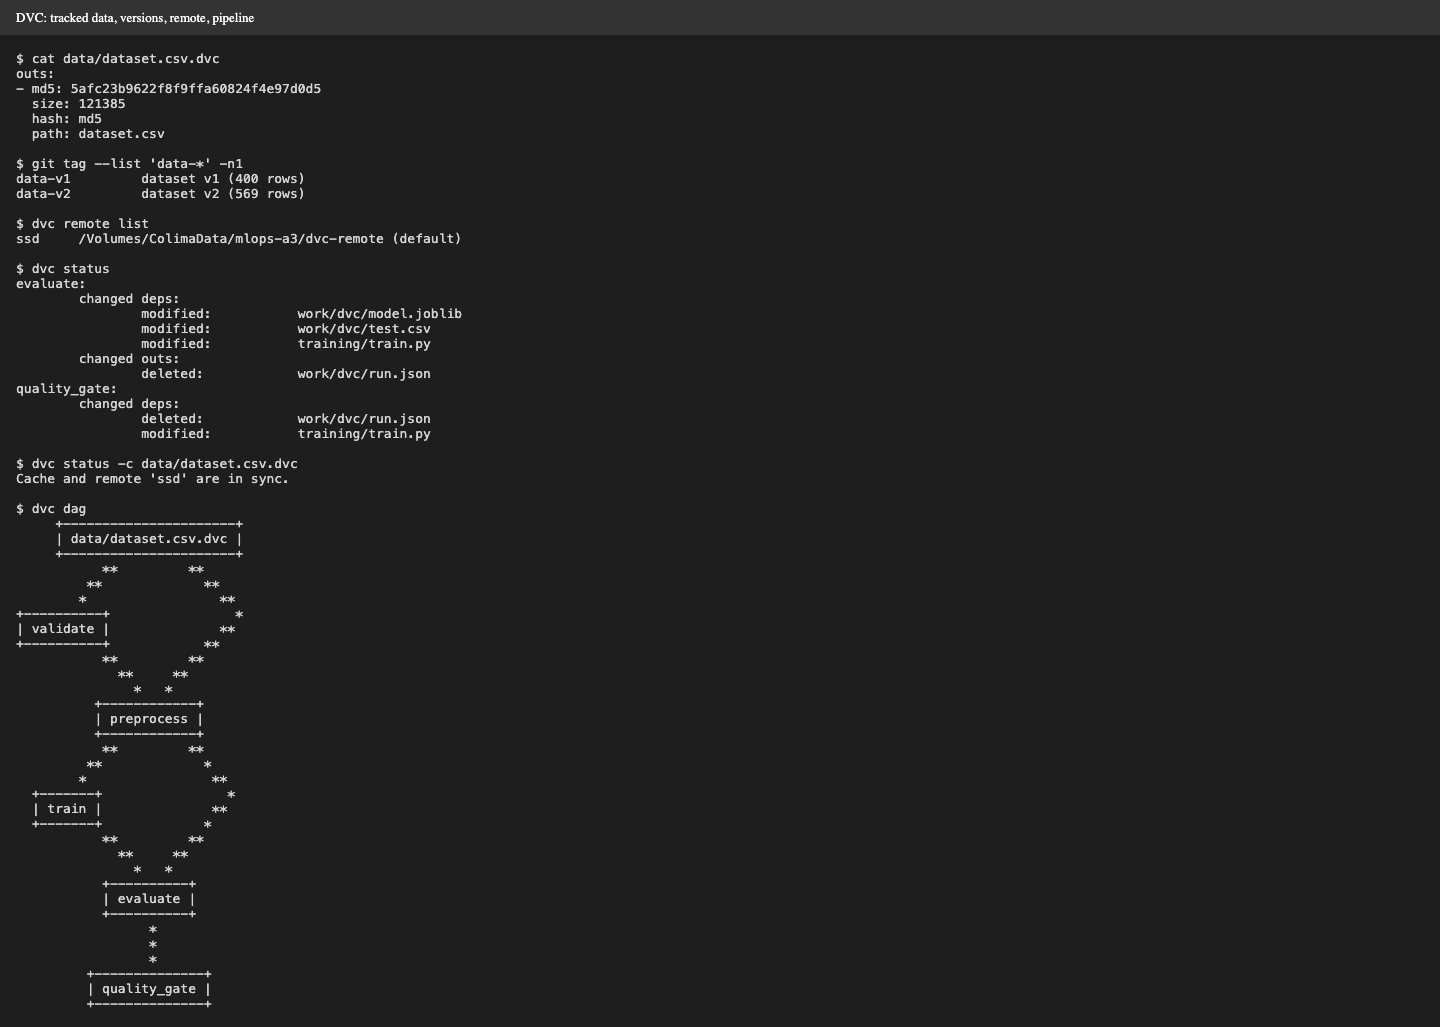 DVC: tracked data, versions, remote, pipeline
$ cat data/dataset.csv.dvc
outs:
- md5: 5afc23b9622f8f9ffa60824f4e97d0d5
  size: 121385
  hash: md5
  path: dataset.csv
$ git tag --list 'data-*' -n1
data-v1         dataset v1 (400 rows)
data-v2         dataset v2 (569 rows)
$ dvc remote list
ssd     /Volumes/ColimaData/mlops-a3/dvc-remote (default)
$ dvc status
evaluate:
        changed deps:
                modified:           work/dvc/model.joblib
                modified:           work/dvc/test.csv
                modified:           training/train.py
        changed outs:
                deleted:            work/dvc/run.json
quality_gate:
        changed deps:
                deleted:            work/dvc/run.json
                modified:           training/train.py
$ dvc status -c data/dataset.csv.dvc
Cache and remote 'ssd' are in sync.
$ dvc dag
     +----------------------+
     | data/dataset.csv.dvc |
     +----------------------+
           **         **
         **             **
        *                 **
+----------+                *
| validate |              **
+----------+            **
           **         **
             **     **
               *   *
          +------------+
          | preprocess |
          +------------+
           **         **
         **             *
        *                **
  +-------+                *
  | train |              **
  +-------+             *
           **         **
             **     **
               *   *
           +----------+
           | evaluate |
           +----------+
                 *
                 *
                 *
         +--------------+
         | quality_gate |
         +--------------+